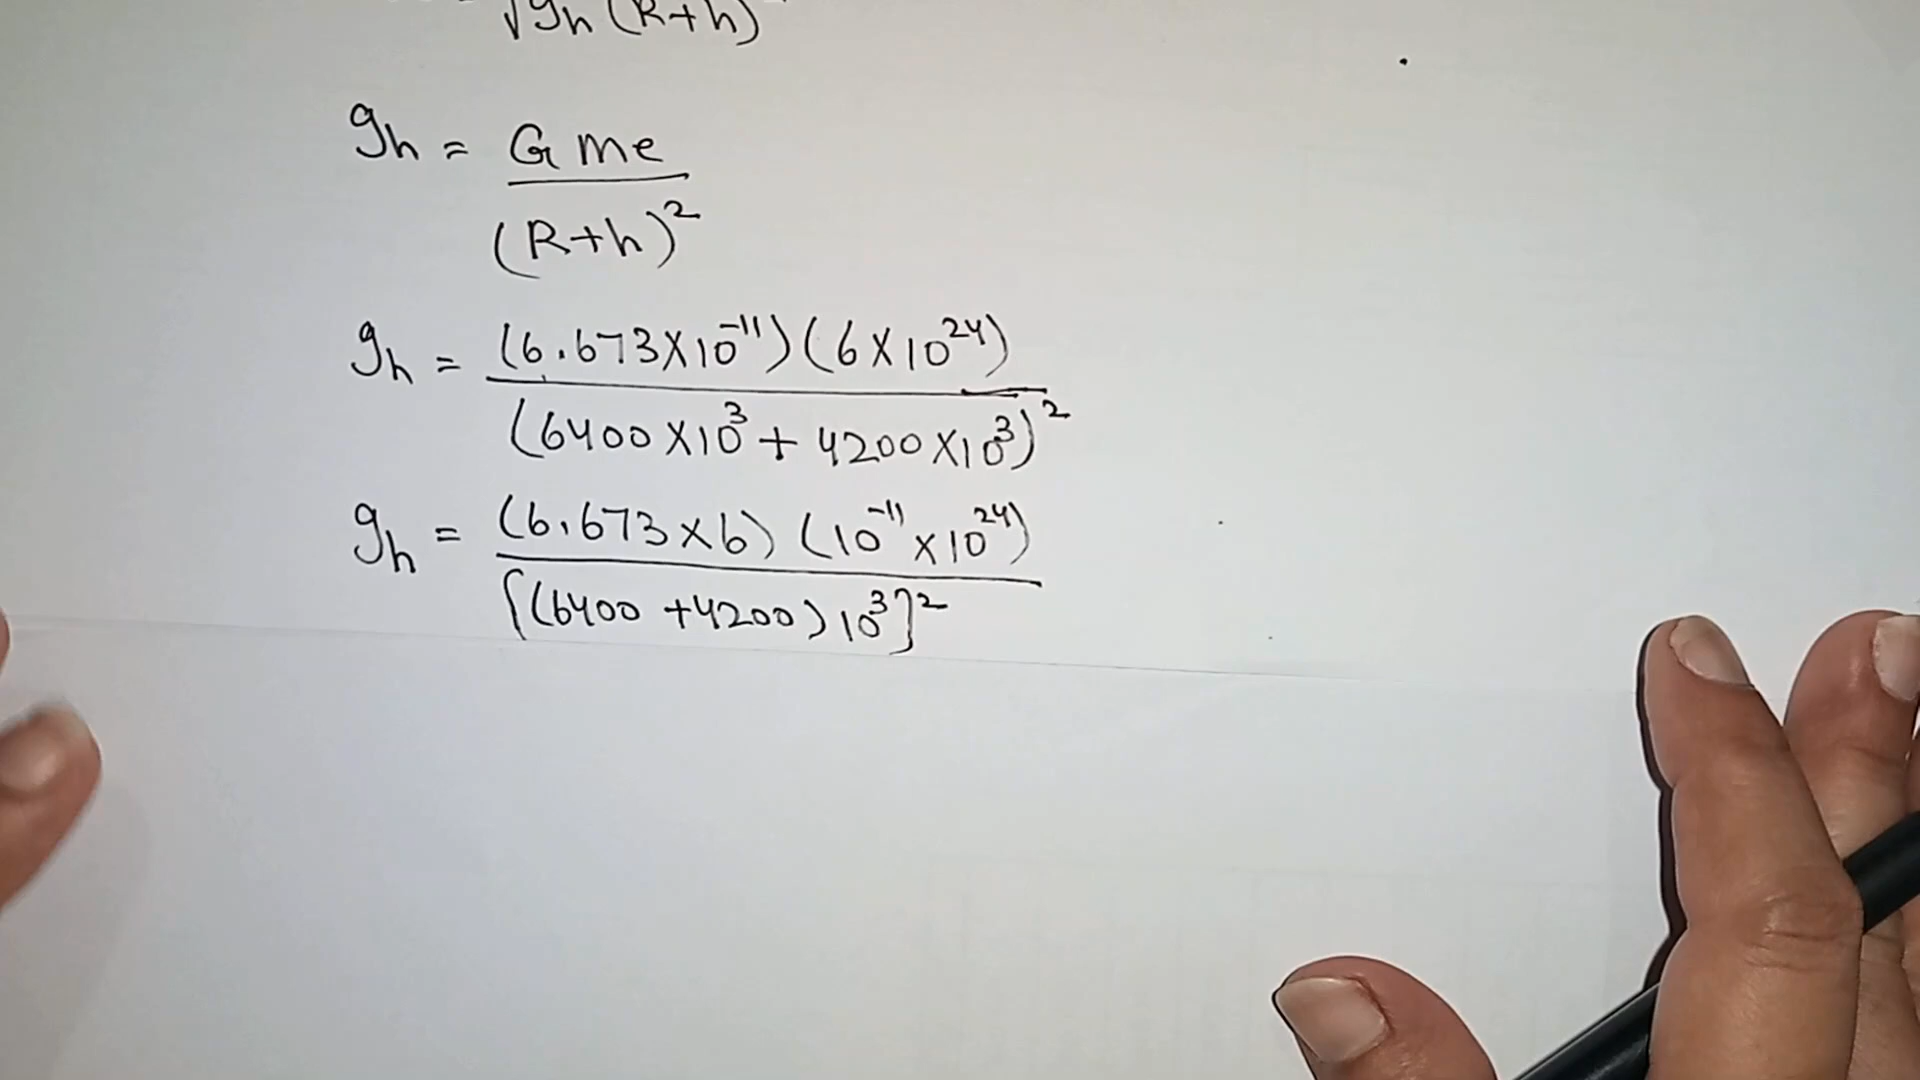 √gh (R+h)
gh = G me
(R+h)²
gh = (6.673×10⁻¹¹)(6×10²⁴)
(6400×10³ + 4200×10³)²
gh = (6.673×6) (10⁻¹¹×10²⁴)
[(6400 +4200) 10³]²